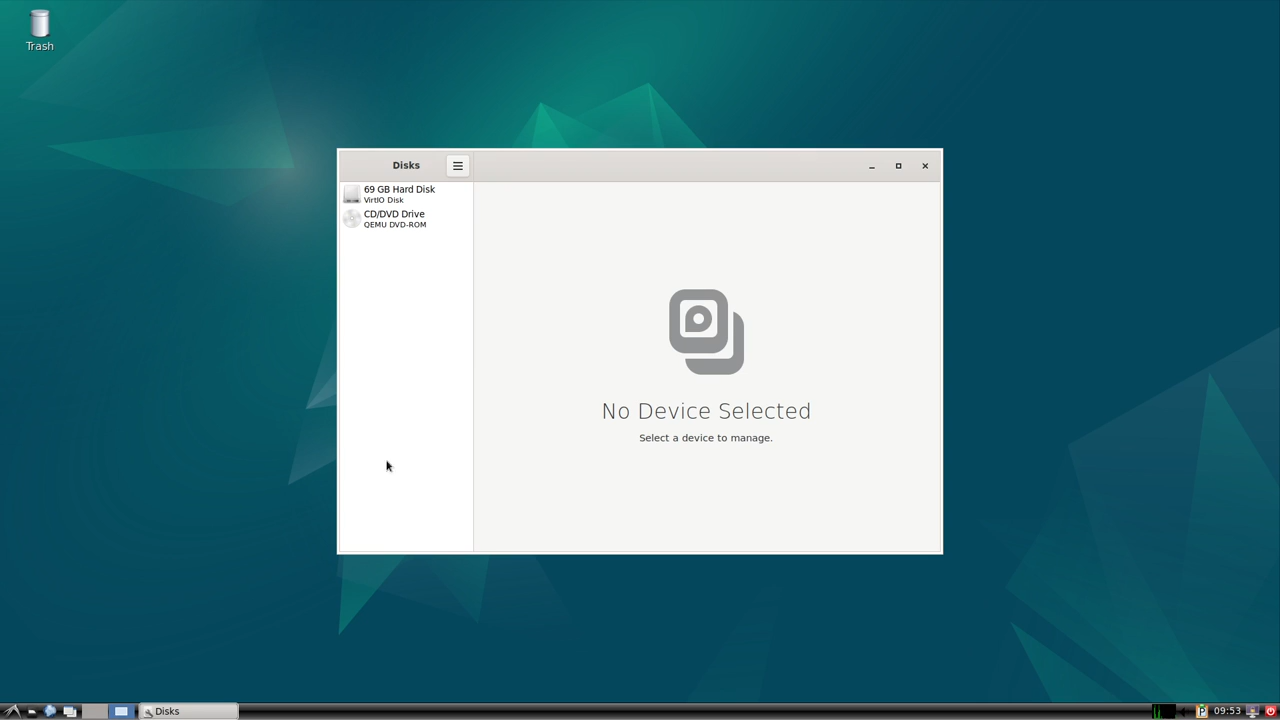 Trash
Disks
69 GB Hard Disk
VirtIO Disk
CD/DVD Drive
QEMU DVD-ROM
No Device Selected
Select a device to manage.
Disks
09:53